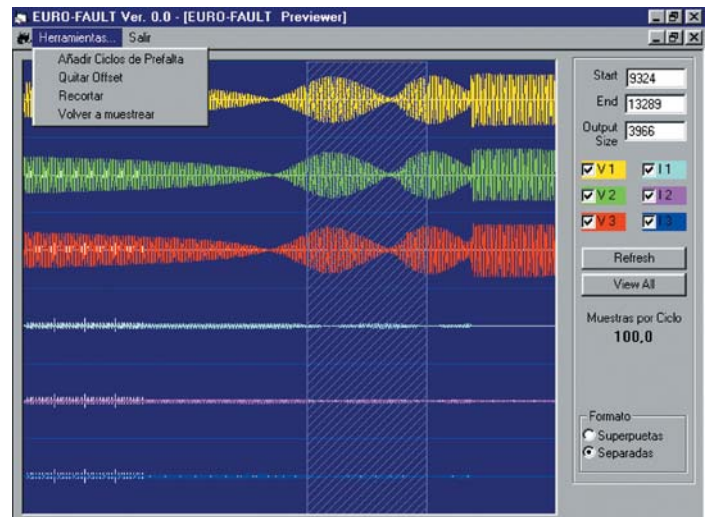 EURO-FAULT Ver. 0.0 - [EURO-FAULT Previewer]
Herramientas... Salir
Añadir Ciclos de Prefalta
Quitar Offset
Recortar
Volver a muestrear
Start 9324
End 13289
Output Size 3966
V 1 I 1
V 2 I 2
V 3 I 3
Refresh
View All
Muestras por Ciclo
100,0
Formato
Superpuetas
Separadas